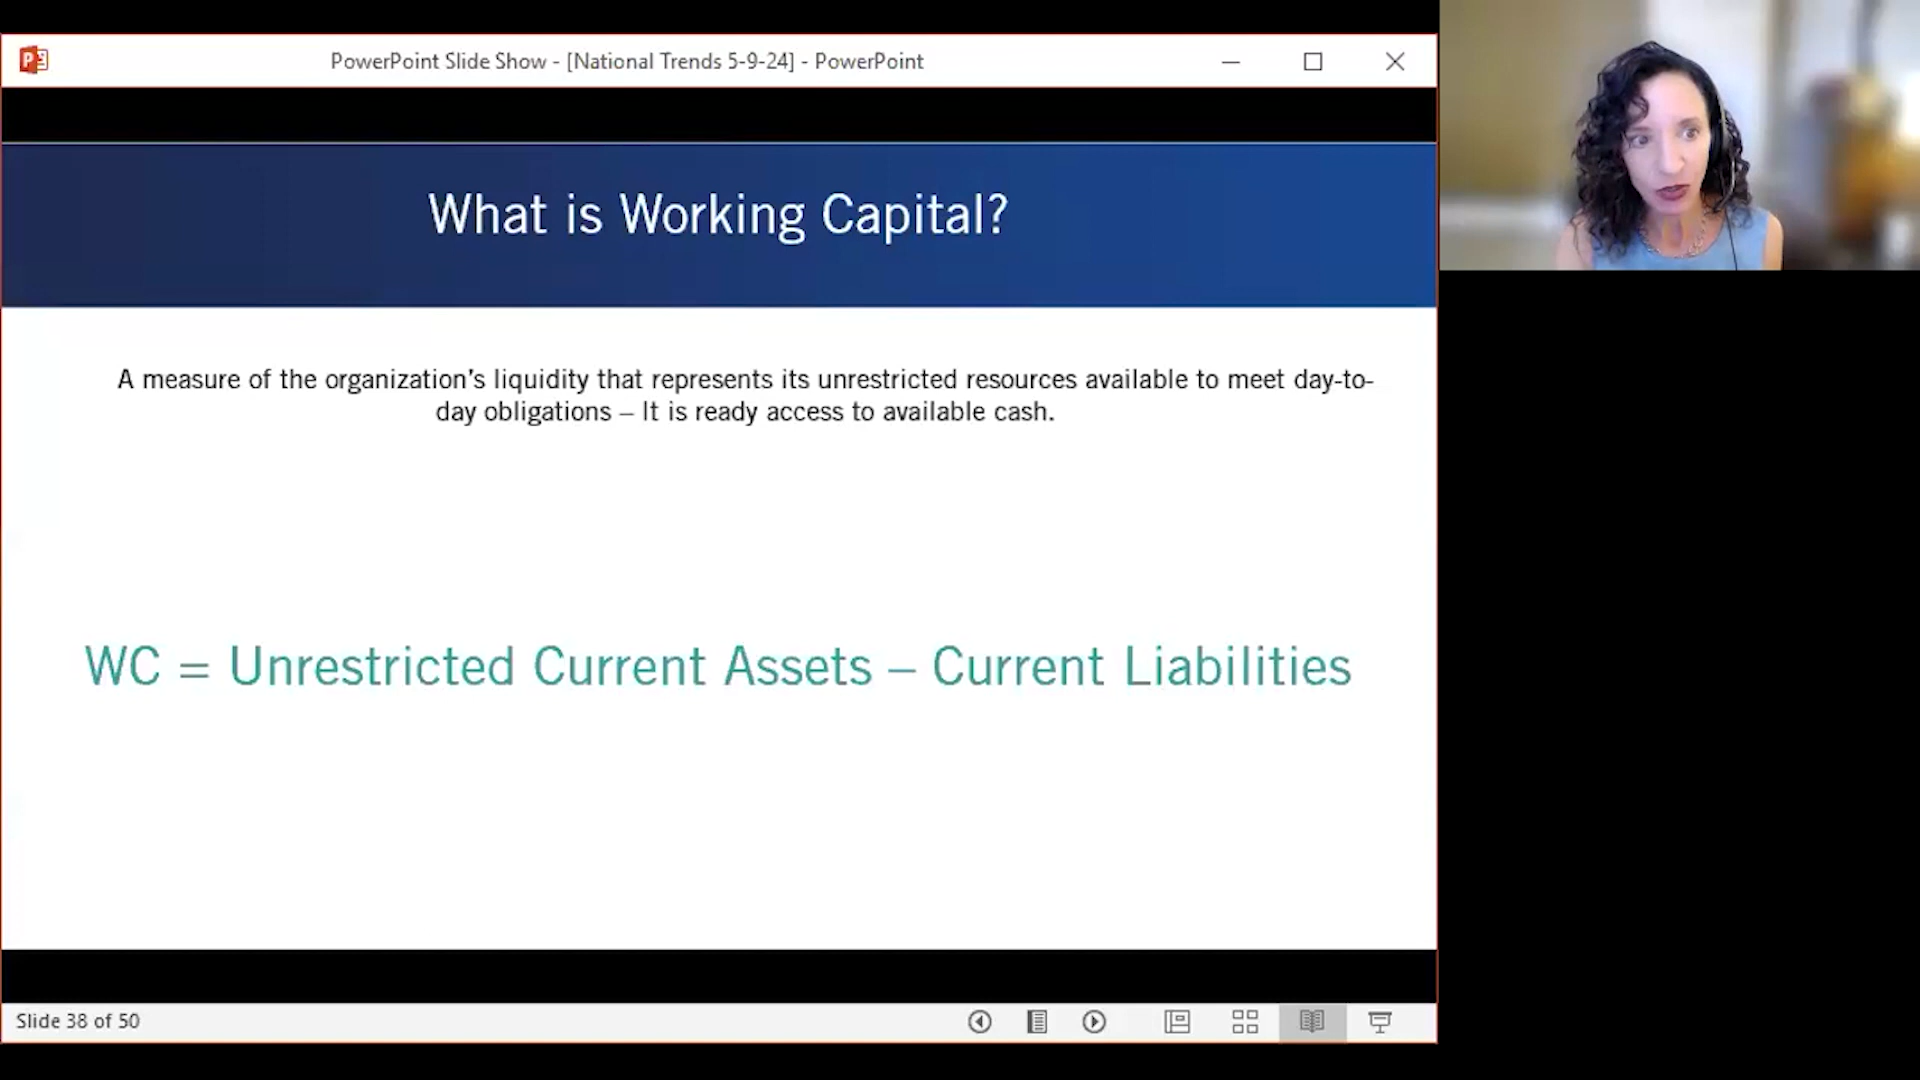 PowerPoint Slide Show - [National Trends 5-9-24] - PowerPoint
What is Working Capital?
A measure of the organization's liquidity that represents its unrestricted resources available to meet day-to-
day obligations – It is ready access to available cash.
WC = Unrestricted Current Assets – Current Liabilities
Slide 38 of 50